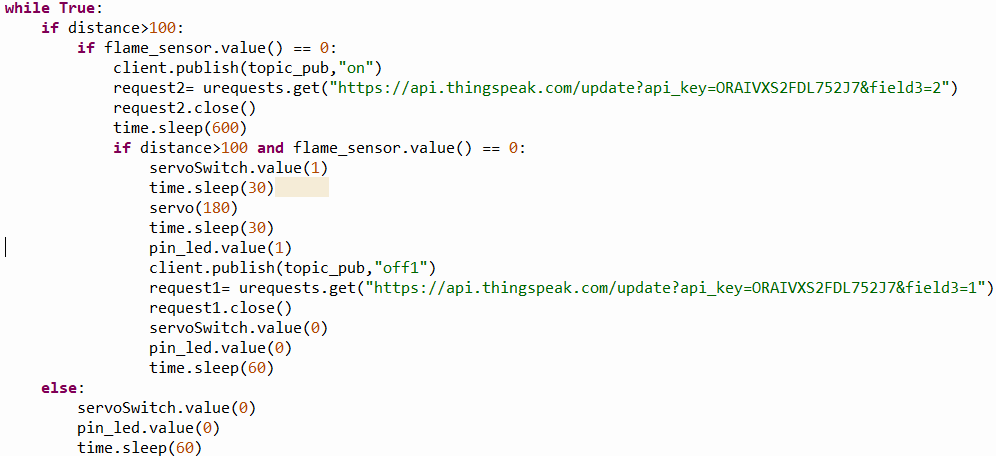 while True:
    if distance>100:
        if flame_sensor.value() == 0:
            client.publish(topic_pub,"on")
            request2= urequests.get("https://api.thingspeak.com/update?api_key=ORAIVXS2FDL752J7&field3=2")
            request2.close()
            time.sleep(600)
            if distance>100 and flame_sensor.value() == 0:
                servoSwitch.value(1)
                time.sleep(30)
                servo(180)
                time.sleep(30)
                pin_led.value(1)
                client.publish(topic_pub,"off1")
                request1= urequests.get("https://api.thingspeak.com/update?api_key=ORAIVXS2FDL752J7&field3=1")
                request1.close()
                servoSwitch.value(0)
                pin_led.value(0)
                time.sleep(60)
    else:
        servoSwitch.value(0)
        pin_led.value(0)
        time.sleep(60)